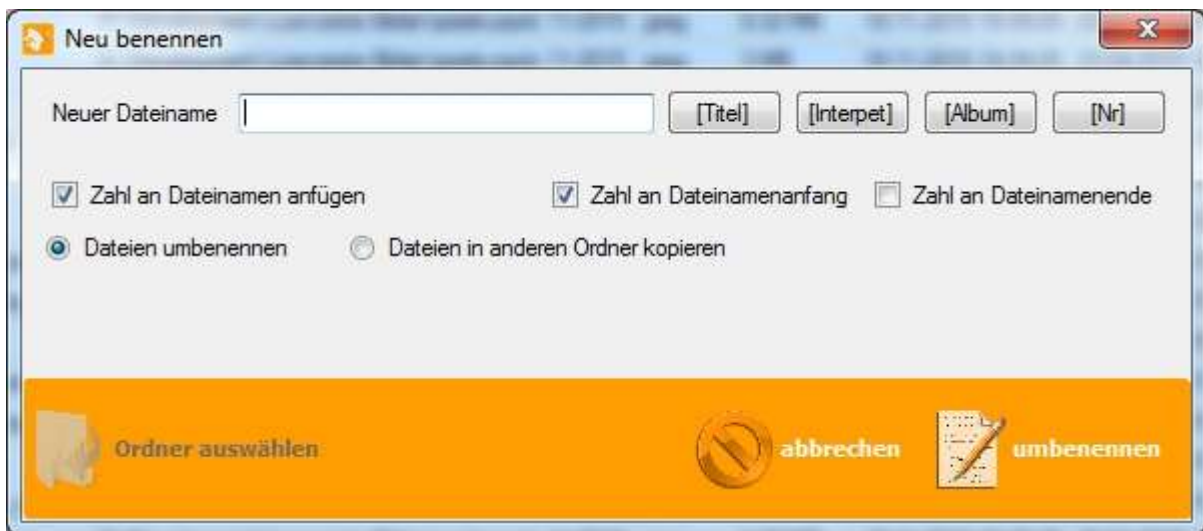 Neu benennen
Neuer Dateiname [Titel] [Interpet] [Album] [Nr]
Zahl an Dateinamen anfügen Zahl an Dateinamenanfang Zahl an Dateinamenende
Dateien umbenennen Dateien in anderen Ordner kopieren
Ordner auswählen abbrechen umbenennen